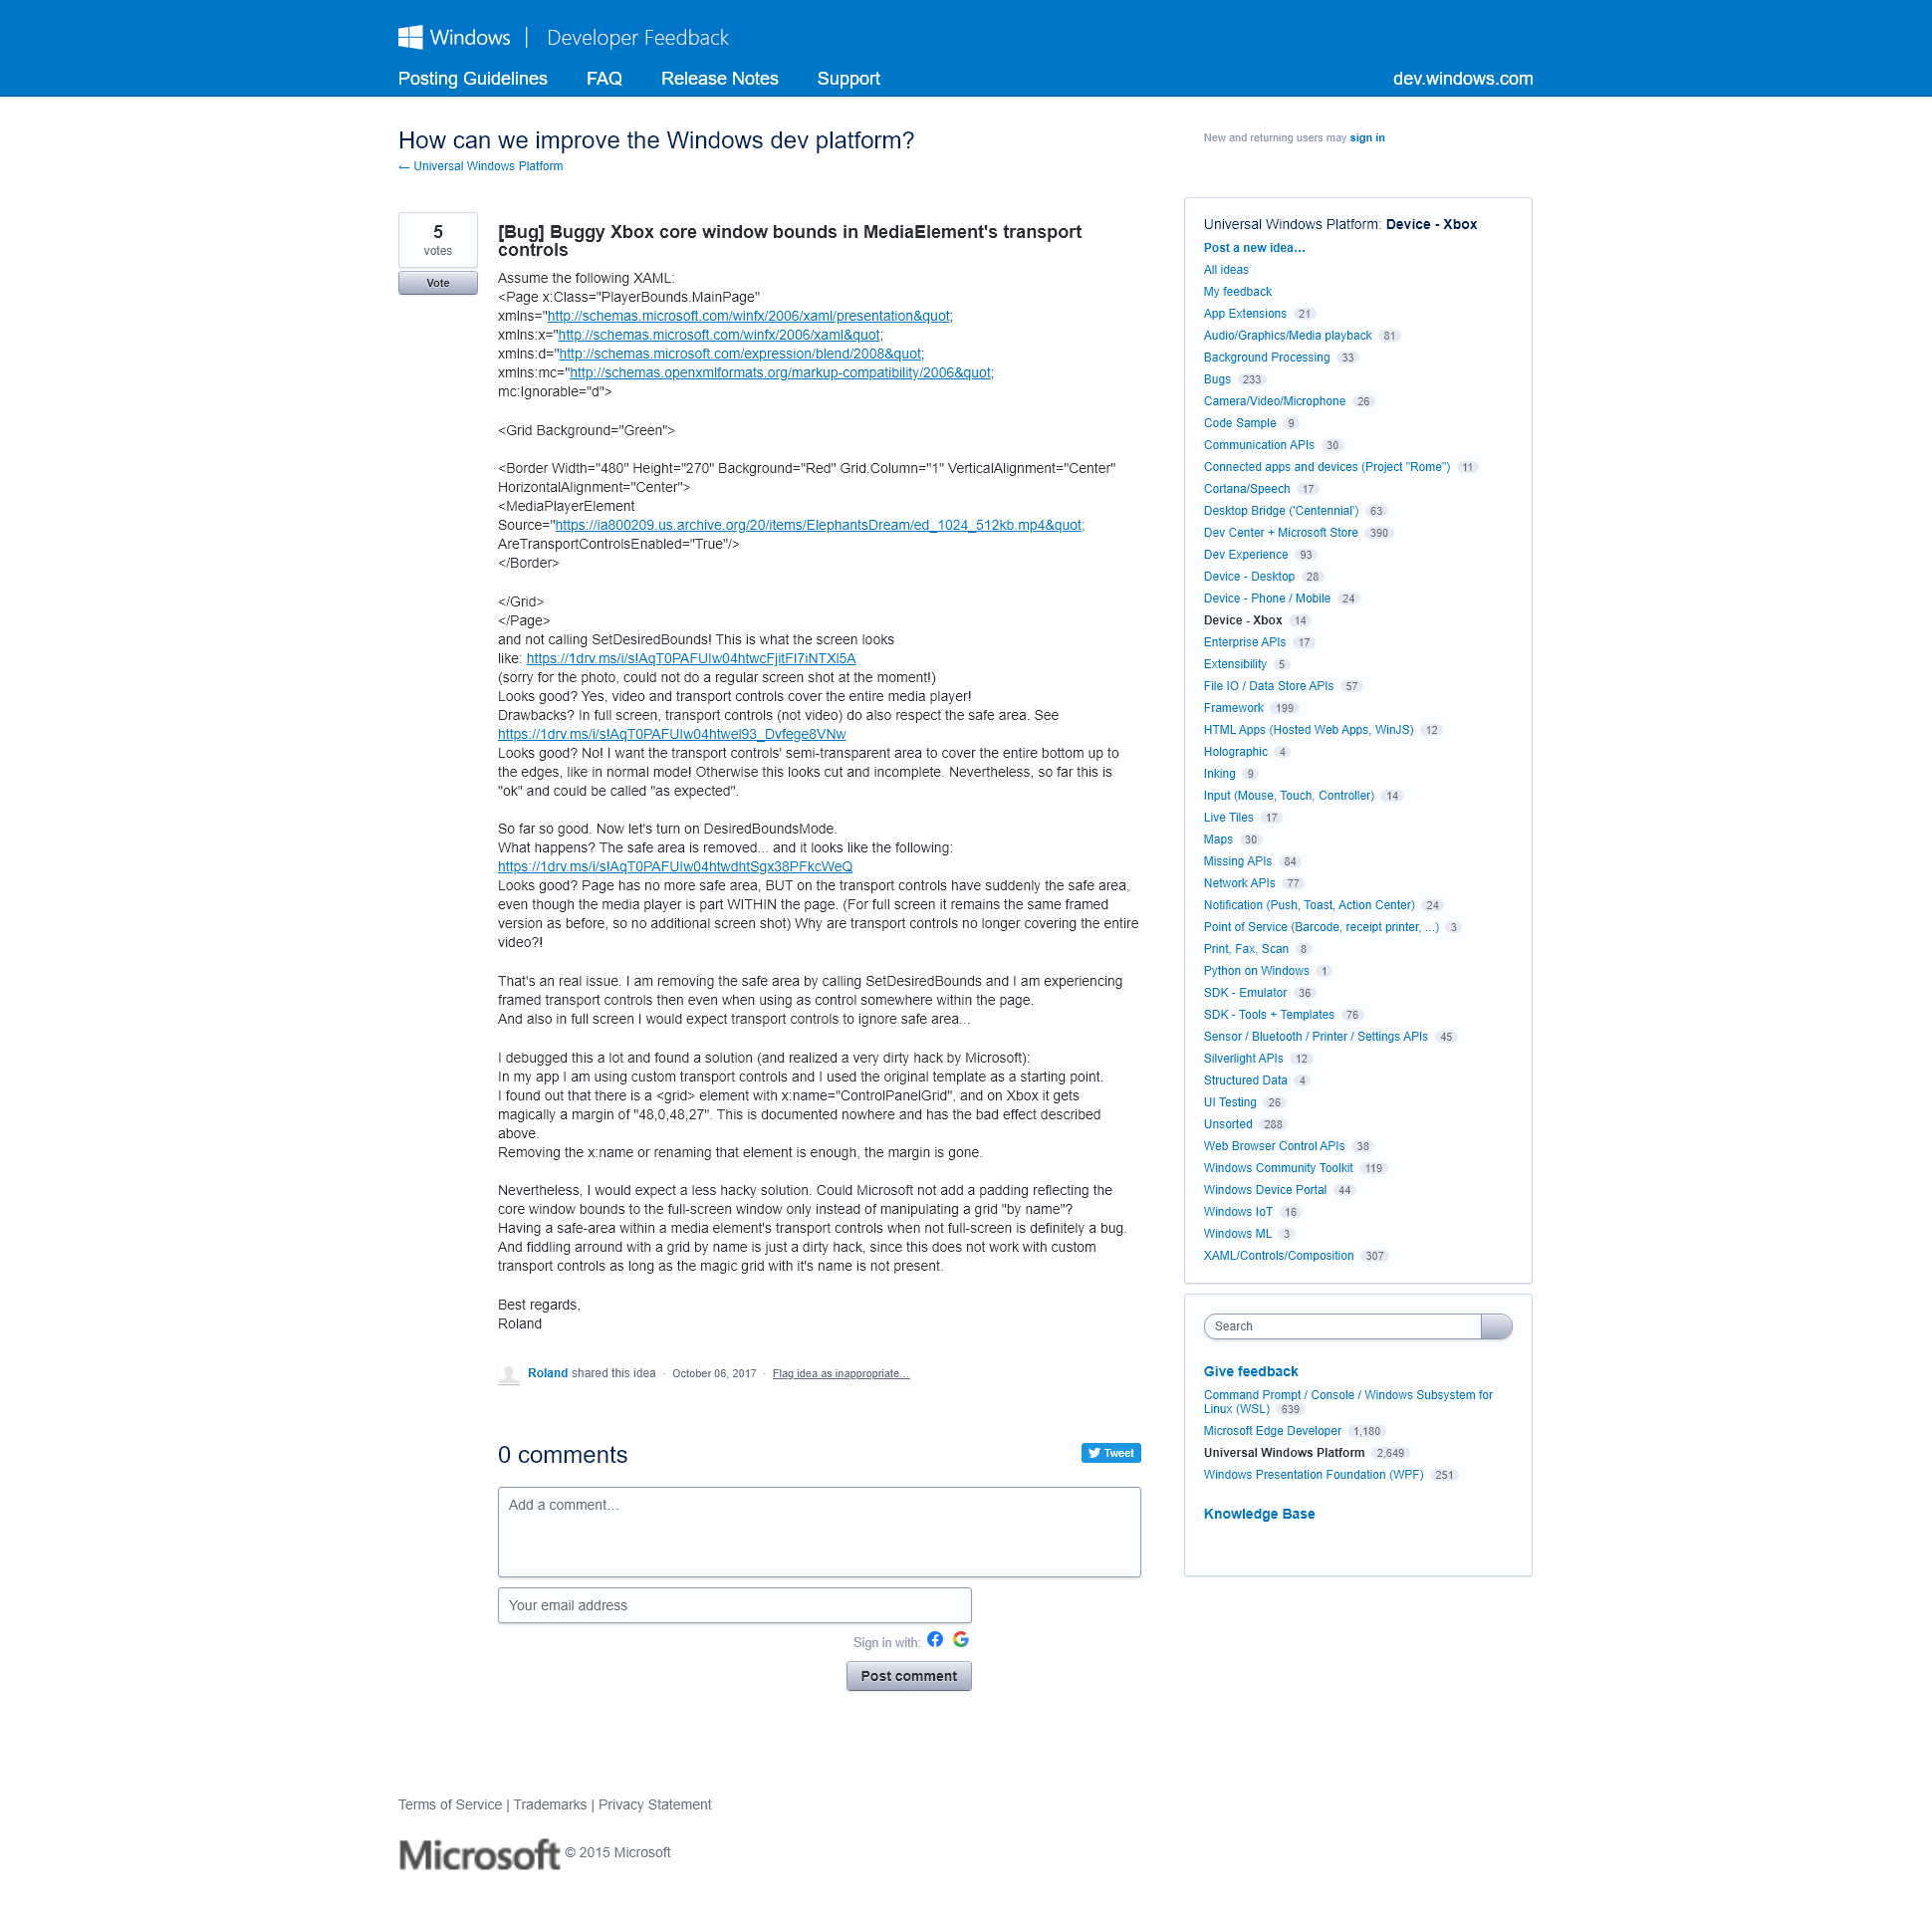 Windows | Developer Feedback
Posting Guidelines FAQ Release Notes Support dev.windows.com
How can we improve the Windows dev platform?
← Universal Windows Platform
New and returning users may sign in
5
votes
Vote
[Bug] Buggy Xbox core window bounds in MediaElement's transport
controls
Assume the following XAML:
<Page x:Class="PlayerBounds.MainPage"
xmlns="http://schemas.microsoft.com/winfx/2006/xaml/presentation&quot;
xmlns:x="http://schemas.microsoft.com/winfx/2006/xaml&quot;
xmlns:d="http://schemas.microsoft.com/expression/blend/2008&quot;
xmlns:mc="http://schemas.openxmlformats.org/markup-compatibility/2006&quot;
mc:Ignorable="d">
<Grid Background="Green">
<Border Width="480" Height="270" Background="Red" Grid.Column="1" VerticalAlignment="Center"
HorizontalAlignment="Center">
<MediaPlayerElement
Source="https://ia800209.us.archive.org/20/items/ElephantsDream/ed_1024_512kb.mp4&quot;
AreTransportControlsEnabled="True"/>
</Border>
</Grid>
</Page>
and not calling SetDesiredBounds! This is what the screen looks
like: https://1drv.ms/i/s!AqT0PAFUIw04htwcFjitFI7iNTXl5A
(sorry for the photo, could not do a regular screen shot at the moment!)
Looks good? Yes, video and transport controls cover the entire media player!
Drawbacks? In full screen, transport controls (not video) do also respect the safe area. See
https://1drv.ms/i/s!AqT0PAFUIw04htwel93_Dvfege8VNw
Looks good? No! I want the transport controls' semi-transparent area to cover the entire bottom up to
the edges, like in normal mode! Otherwise this looks cut and incomplete. Nevertheless, so far this is
"ok" and could be called "as expected".
So far so good. Now let's turn on DesiredBoundsMode.
What happens? The safe area is removed... and it looks like the following:
https://1drv.ms/i/s!AqT0PAFUIw04htwdhtSgx38PFkcWeQ
Looks good? Page has no more safe area, BUT on the transport controls have suddenly the safe area,
even though the media player is part WITHIN the page. (For full screen it remains the same framed
version as before, so no additional screen shot) Why are transport controls no longer covering the entire
video?!
That's an real issue. I am removing the safe area by calling SetDesiredBounds and I am experiencing
framed transport controls then even when using as control somewhere within the page.
And also in full screen I would expect transport controls to ignore safe area...
I debugged this a lot and found a solution (and realized a very dirty hack by Microsoft):
In my app I am using custom transport controls and I used the original template as a starting point.
I found out that there is a <grid> element with x:name="ControlPanelGrid", and on Xbox it gets
magically a margin of "48,0,48,27". This is documented nowhere and has the bad effect described
above.
Removing the x:name or renaming that element is enough, the margin is gone.
Nevertheless, I would expect a less hacky solution. Could Microsoft not add a padding reflecting the
core window bounds to the full-screen window only instead of manipulating a grid "by name"?
Having a safe-area within a media element's transport controls when not full-screen is definitely a bug.
And fiddling arround with a grid by name is just a dirty hack, since this does not work with custom
transport controls as long as the magic grid with it's name is not present.
Best regards,
Roland
Roland shared this idea · October 06, 2017 · Flag idea as inappropriate…
0 comments
Tweet
Add a comment…
Your email address
Sign in with:
Post comment
Universal Windows Platform: Device - Xbox
Post a new idea…
All ideas
My feedback
App Extensions 21
Audio/Graphics/Media playback 81
Background Processing 33
Bugs 233
Camera/Video/Microphone 26
Code Sample 9
Communication APIs 30
Connected apps and devices (Project "Rome") 11
Cortana/Speech 17
Desktop Bridge ('Centennial') 63
Dev Center + Microsoft Store 390
Dev Experience 93
Device - Desktop 28
Device - Phone / Mobile 24
Device - Xbox 14
Enterprise APIs 17
Extensibility 5
File IO / Data Store APIs 57
Framework 199
HTML Apps (Hosted Web Apps, WinJS) 12
Holographic 4
Inking 9
Input (Mouse, Touch, Controller) 14
Live Tiles 17
Maps 30
Missing APIs 84
Network APIs 77
Notification (Push, Toast, Action Center) 24
Point of Service (Barcode, receipt printer, ...) 3
Print, Fax, Scan 8
Python on Windows 1
SDK - Emulator 36
SDK - Tools + Templates 76
Sensor / Bluetooth / Printer / Settings APIs 45
Silverlight APIs 12
Structured Data 4
UI Testing 26
Unsorted 288
Web Browser Control APIs 38
Windows Community Toolkit 119
Windows Device Portal 44
Windows IoT 16
Windows ML 3
XAML/Controls/Composition 307
Search
Give feedback
Command Prompt / Console / Windows Subsystem for
Linux (WSL) 639
Microsoft Edge Developer 1,180
Universal Windows Platform 2,649
Windows Presentation Foundation (WPF) 251
Knowledge Base
Terms of Service | Trademarks | Privacy Statement
Microsoft © 2015 Microsoft